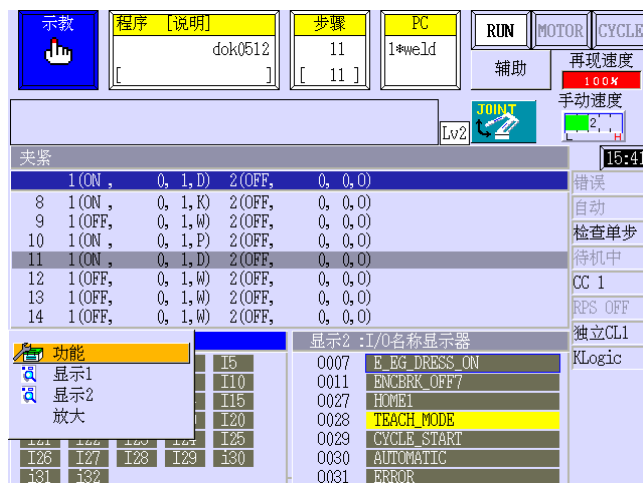 示教
程序 [说明]
dok0512
[ ]
步骤
11
[ 11 ]
PC
1*weld
RUN
MOTOR
CYCLE
辅助
再现速度
100%
手动速度
2
L H
Lv2
JOINT
夹紧
15:41
1(ON , 0, 1,D) 2(OFF, 0, 0,O)
8 1(ON , 0, 1,K) 2(OFF, 0, 0,O)
9 1(OFF, 0, 1,W) 2(OFF, 0, 0,O)
10 1(ON , 0, 1,P) 2(OFF, 0, 0,O)
11 1(ON , 0, 1,D) 2(OFF, 0, 0,O)
12 1(OFF, 0, 1,W) 2(OFF, 0, 0,O)
13 1(OFF, 0, 1,W) 2(OFF, 0, 0,O)
14 1(OFF, 0, 1,W) 2(OFF, 0, 0,O)
错误
自动
检查单步
待机中
CC 1
RPS OFF
独立CL1
KLogic
功能
显示1
显示2
放大
I5
I10
I15
I20
I21 I22 I23 I24 I25
I26 I27 I28 I29 i30
i31 i32
显示2 :I/O名称显示器
0007 E_EG_DRESS_ON
0011 ENCBRK_OFF7
0027 HOME1
0028 TEACH_MODE
0029 CYCLE_START
0030 AUTOMATIC
0031 ERROR